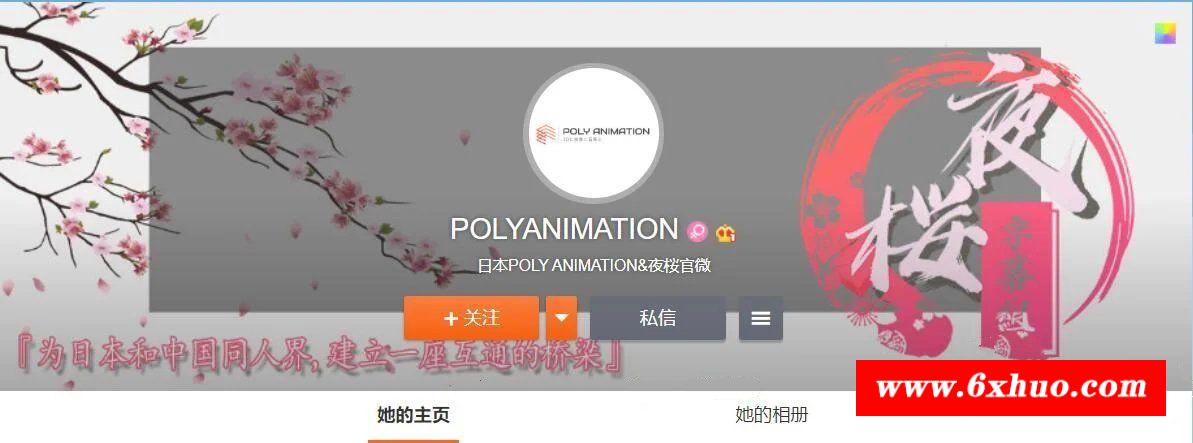 POLY ANIMATION
POLYANIMATION
日本POLY ANIMATION&夜桜官微
夜
桜
字幕組
+ 关注
私信
『为日本和中国同人界,建立一座互通的桥梁』
www.6xhuo.com
她的主页
她的相册